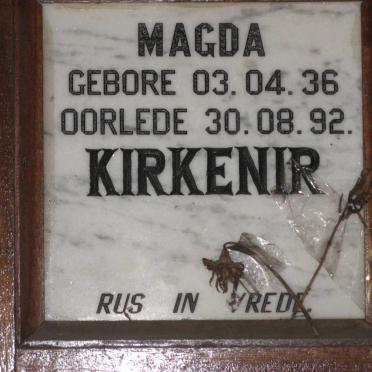 MAGDA
GEBORE 03.04.36
OORLEDE 30.08.92.
KIRKENIR
RUS IN VREDE.